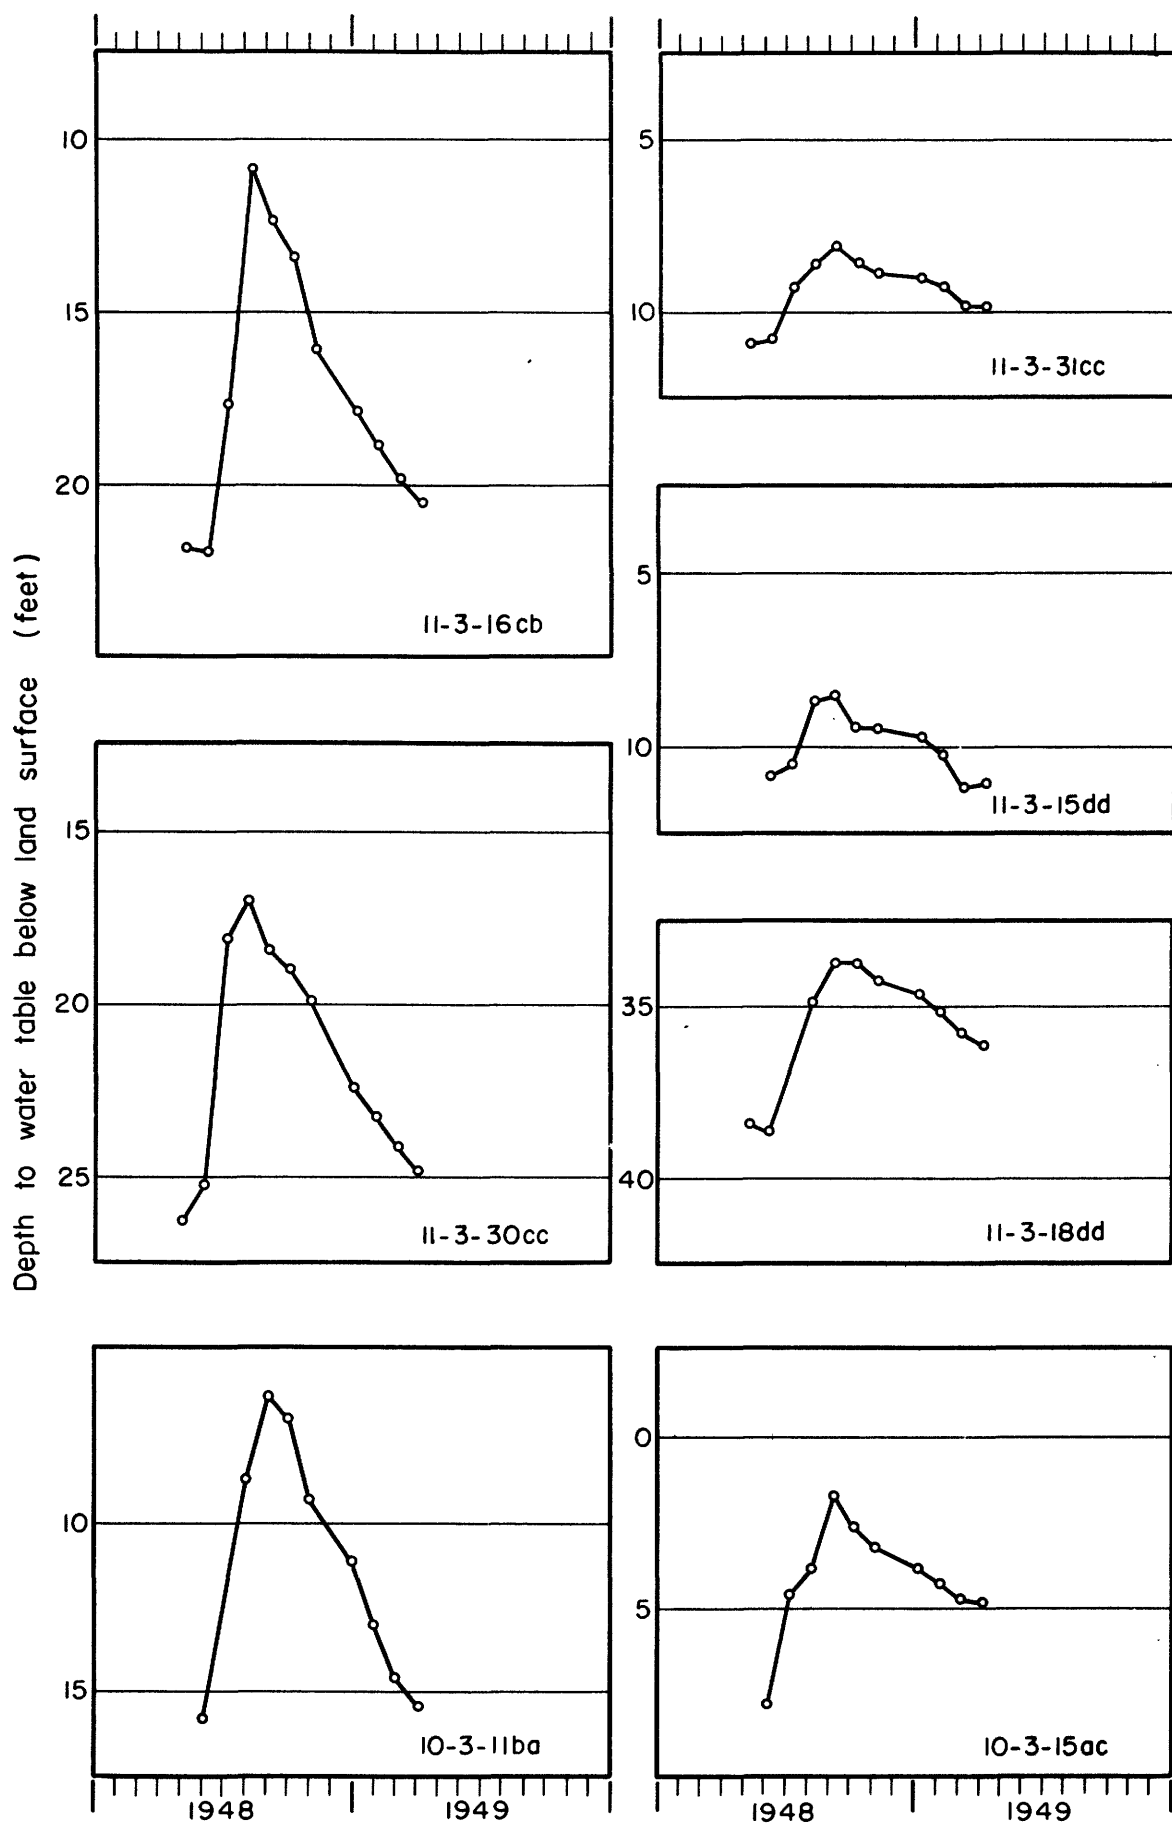 Depth to water table below land surface (feet)
10
15
20
11-3-16cb
15
20
25
11-3-30cc
10
15
10-3-11ba
1948 1949
5
10
11-3-31cc
5
10
11-3-15dd
35
40
11-3-18dd
0
5
10-3-15ac
1948 1949